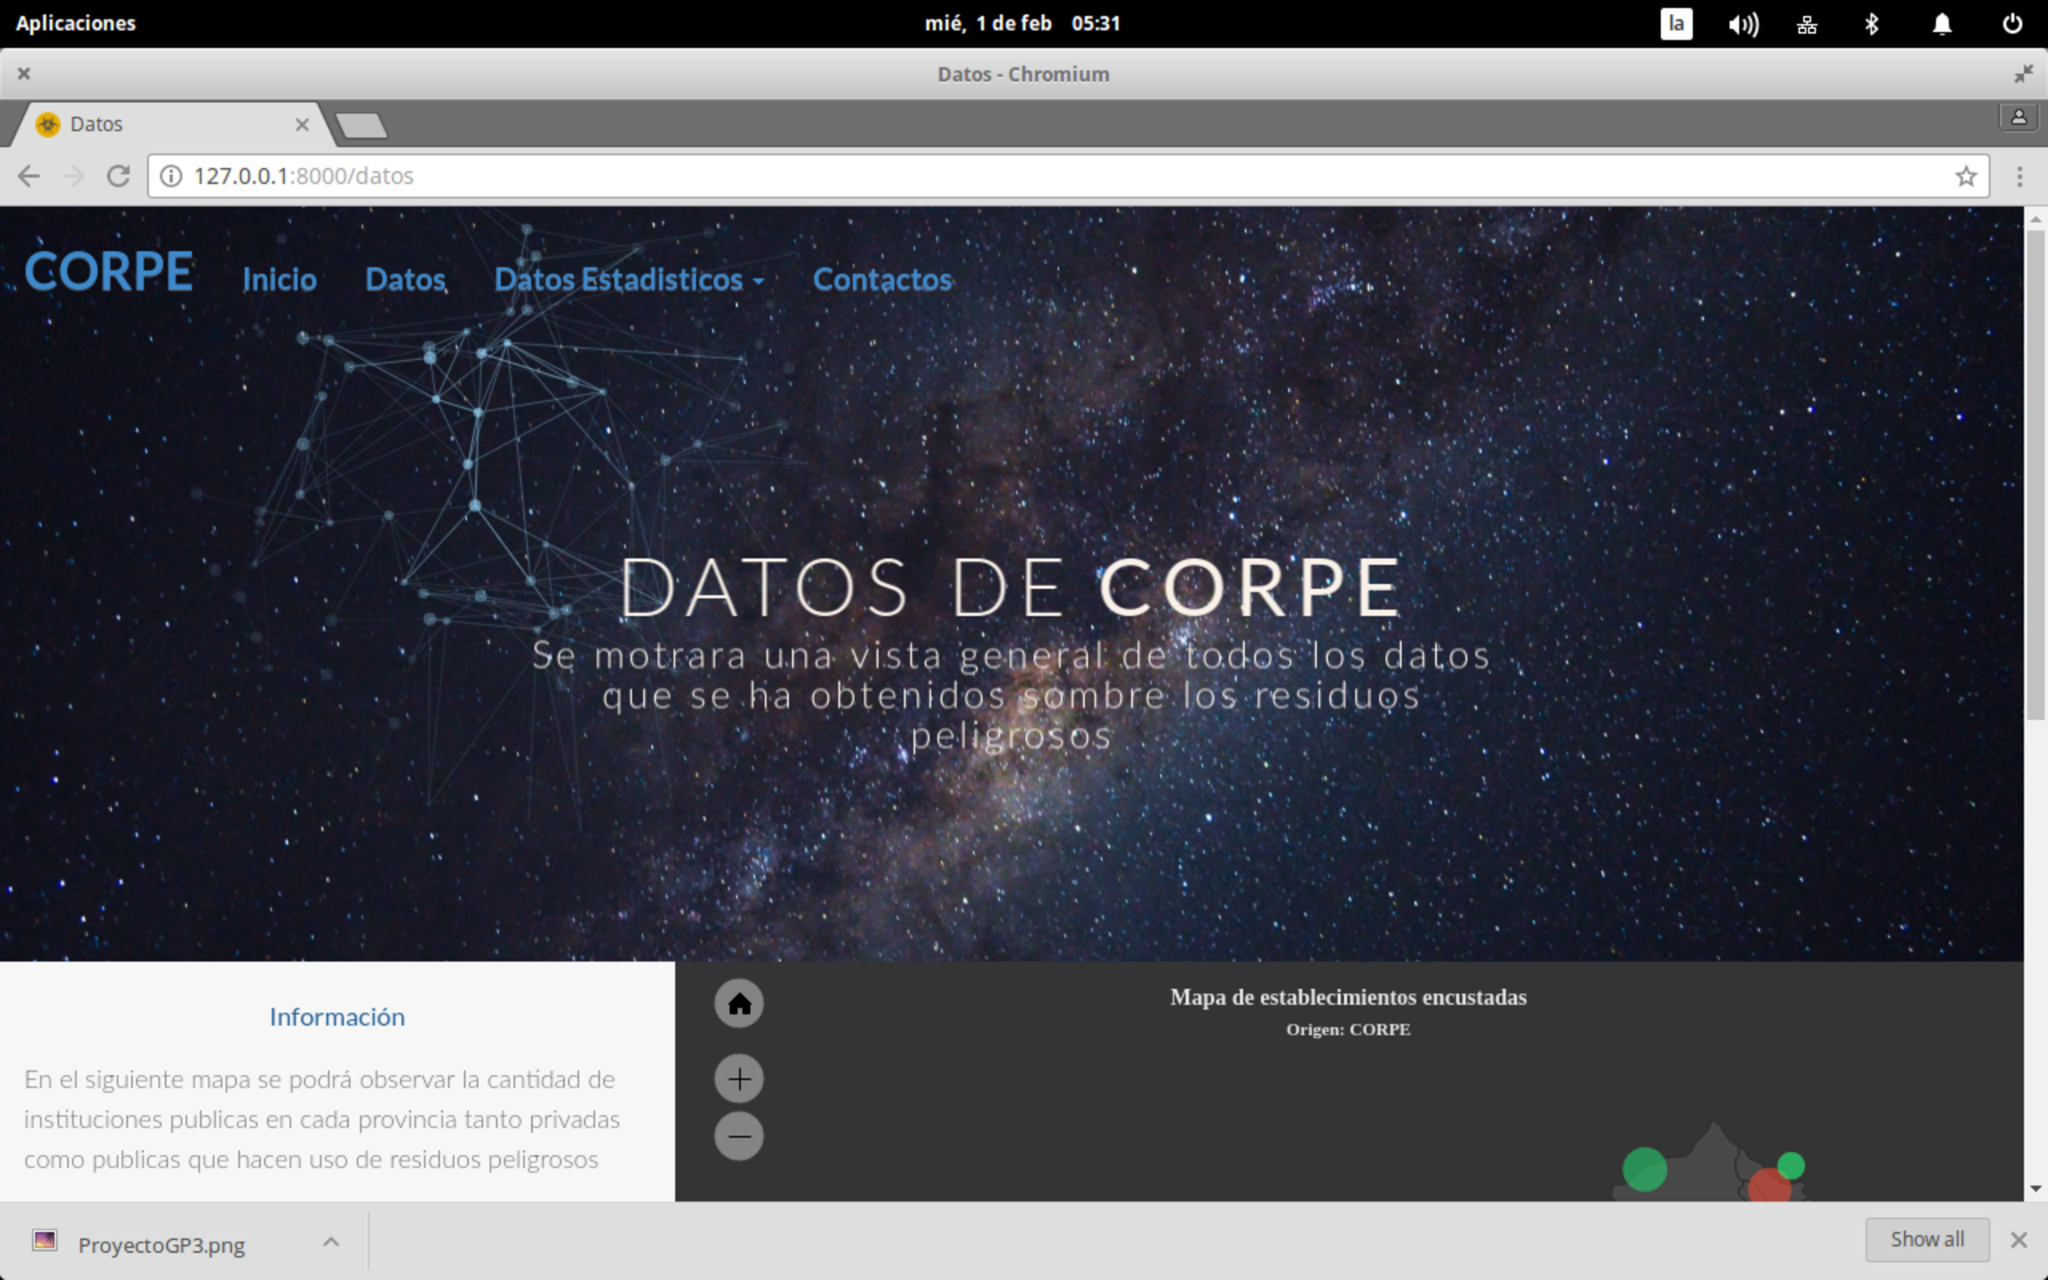 Aplicaciones
mié, 1 de feb 05:31
la
Datos - Chromium
Datos
127.0.0.1:8000/datos
CORPE
Inicio
Datos
Datos Estadisticos
Contactos
DATOS DE CORPE
Se motrara una vista general de todos los datos
que se ha obtenidos sombre los residuos
peligrosos
Información
En el siguiente mapa se podrá observar la cantidad de
instituciones publicas en cada provincia tanto privadas
como publicas que hacen uso de residuos peligrosos
Mapa de establecimientos encustadas
Origen: CORPE
ProyectoGP3.png
Show all